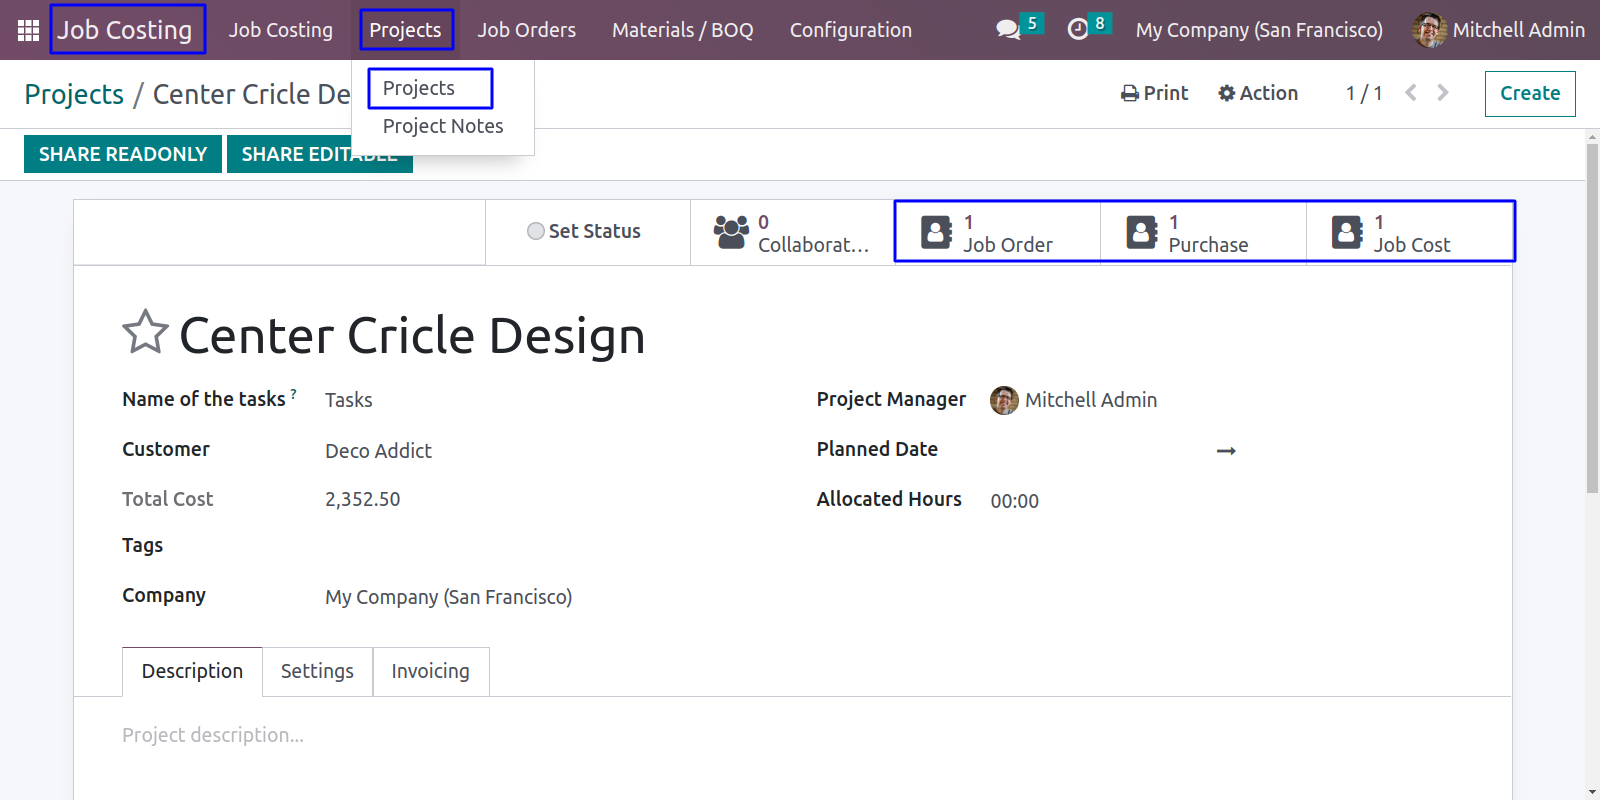 Job Costing Job Costing Projects Job Orders Materials / BOQ Configuration 5 8 My Company (San Francisco) Mitchell Admin
Projects / Center Cricle De Projects Print Action 1 / 1 Create
Project Notes
SHARE READONLY SHARE EDITABLE
Set Status
0
Collaborat...
1
Job Order
1
Purchase
1
Job Cost
Center Cricle Design
Name of the tasks ? Tasks
Customer Deco Addict
Total Cost 2,352.50
Tags
Company My Company (San Francisco)
Project Manager Mitchell Admin
Planned Date →
Allocated Hours 00:00
Description Settings Invoicing
Project description...